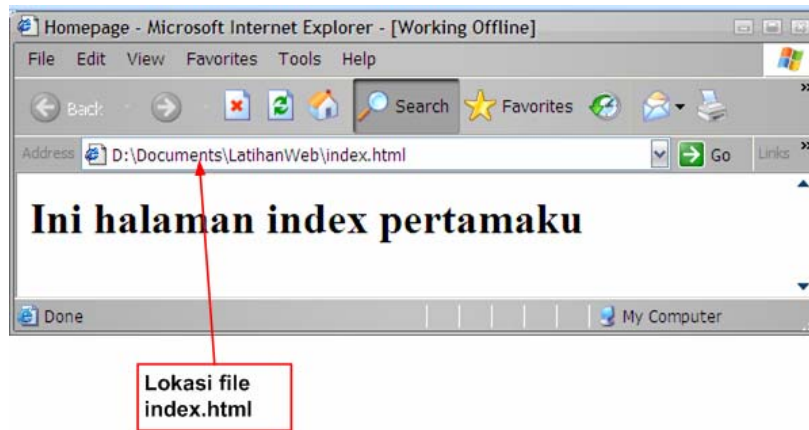 Homepage - Microsoft Internet Explorer - [Working Offline]
File Edit View Favorites Tools Help
Back Search Favorites »
Address D:\Documents\LatihanWeb\index.html Go Links »
Ini halaman index pertamaku
Done My Computer
Lokasi file
index.html